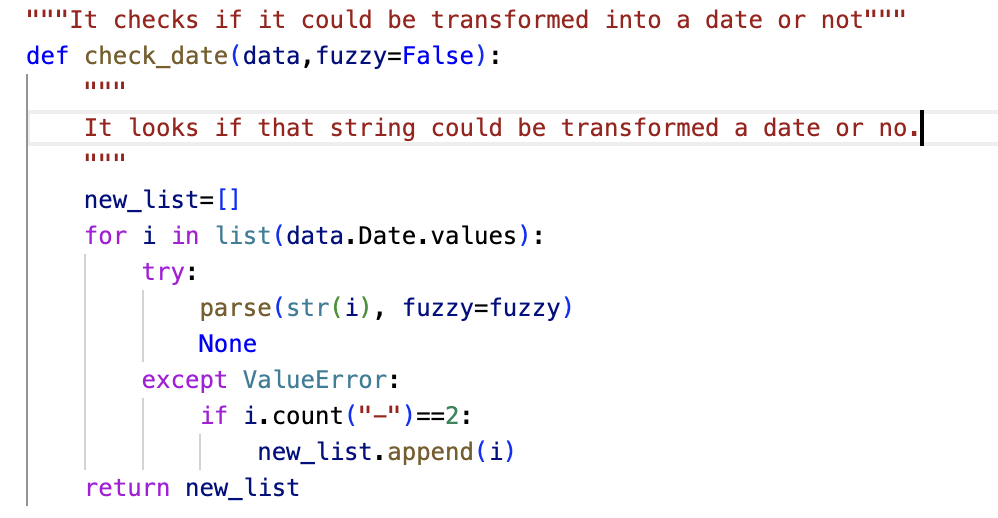 """It checks if it could be transformed into a date or not"""
def check_date(data,fuzzy=False):
    """
    It looks if that string could be transformed a date or no.
    """
    new_list=[]
    for i in list(data.Date.values):
        try:
            parse(str(i), fuzzy=fuzzy)
            None
        except ValueError:
            if i.count("-")==2:
                new_list.append(i)
    return new_list